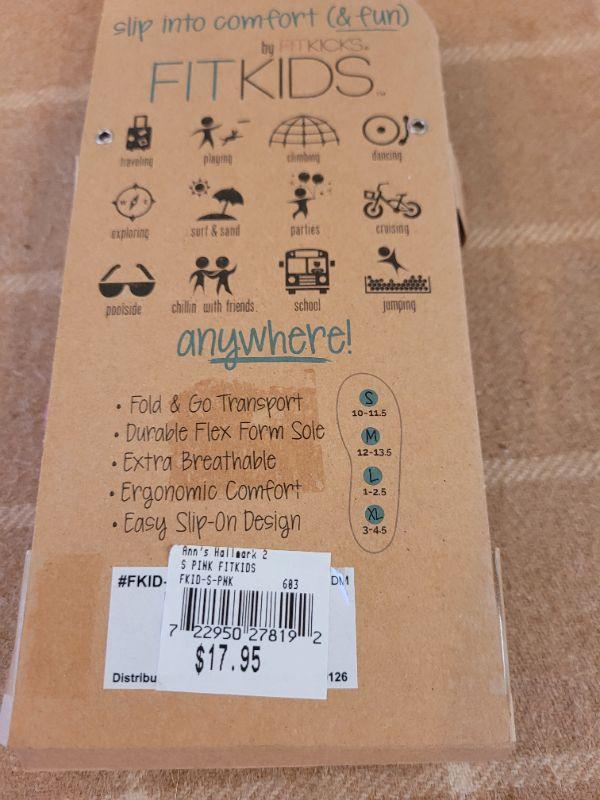 slip into comfort (& fun)
by FITKICKS®
FITKIDS™
traveling playing climbing dancing
exploring surf & sand parties cruising
poolside chillin with friends. school jumping
anywhere!
• Fold & Go Transport
• Durable Flex Form Sole
• Extra Breathable
• Ergonomic Comfort
• Easy Slip-On Design
S
10-11.5
M
12-13.5
L
1-2.5
XL
3-4.5
Ann's Hallmark 2
S PINK FITKIDS
FKID-S-PNK 603
7 22950 27819 2
$17.95
#FKID- DM
Distribu 126